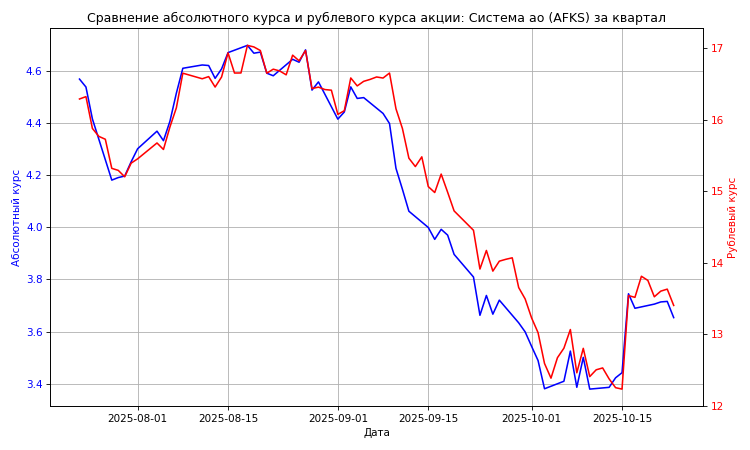 Сравнение абсолютного курса и рублевого курса акции: Система ао (AFKS) за квартал
Абсолютный курс
4.6
4.4
4.2
4.0
3.8
3.6
3.4
17
16
15
14
13
12
Рублевый курс
2025-08-01 2025-08-15 2025-09-01 2025-09-15 2025-10-01 2025-10-15
Дата